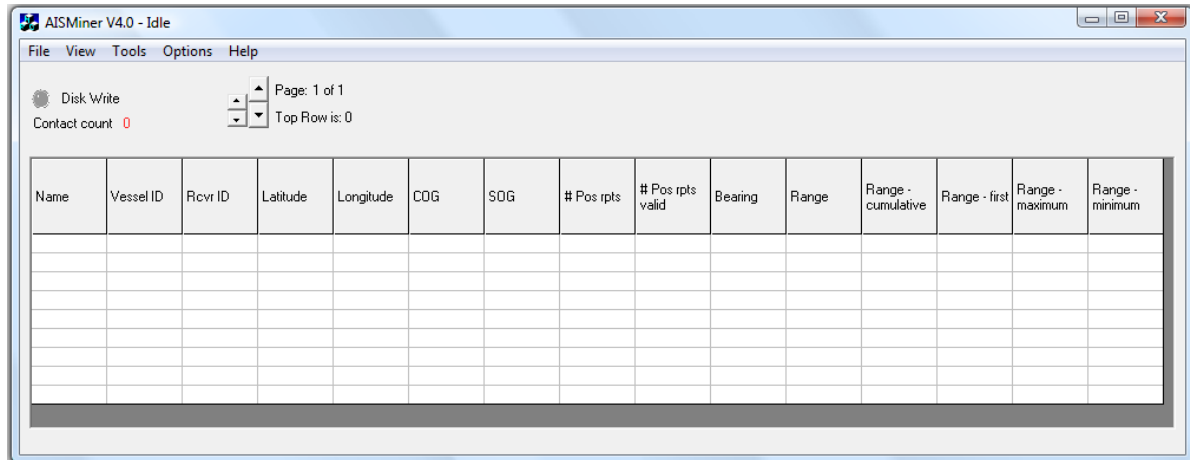 AISMiner V4.0 - Idle
File View Tools Options Help
Disk Write
Page: 1 of 1
Contact count 0
Top Row is: 0
Name Vessel ID Rcvr ID Latitude Longitude COG SOG # Pos rpts # Pos rpts valid Bearing Range Range - cumulative Range - first Range - maximum Range - minimum